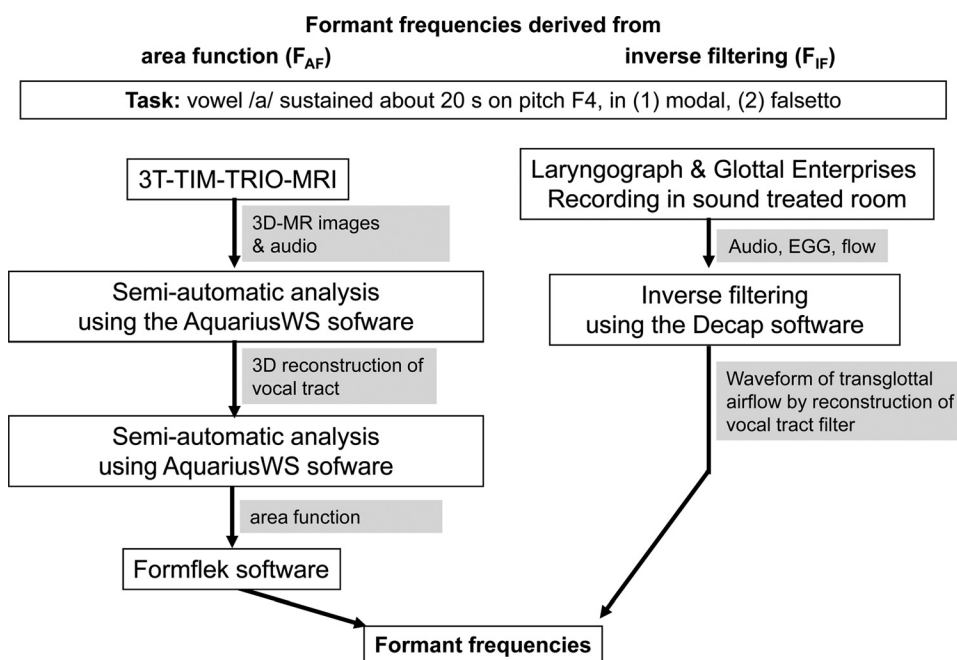 Formant frequencies derived from
area function (F_AF)
inverse filtering (F_IF)
Task: vowel /a/ sustained about 20 s on pitch F4, in (1) modal, (2) falsetto
3T-TIM-TRIO-MRI
3D-MR images
& audio
Semi-automatic analysis
using the AquariusWS sofware
3D reconstruction of
vocal tract
Semi-automatic analysis
using AquariusWS sofware
area function
Formflek software
Laryngograph & Glottal Enterprises
Recording in sound treated room
Audio, EGG, flow
Inverse filtering
using the Decap software
Waveform of transglottal
airflow by reconstruction of
vocal tract filter
Formant frequencies